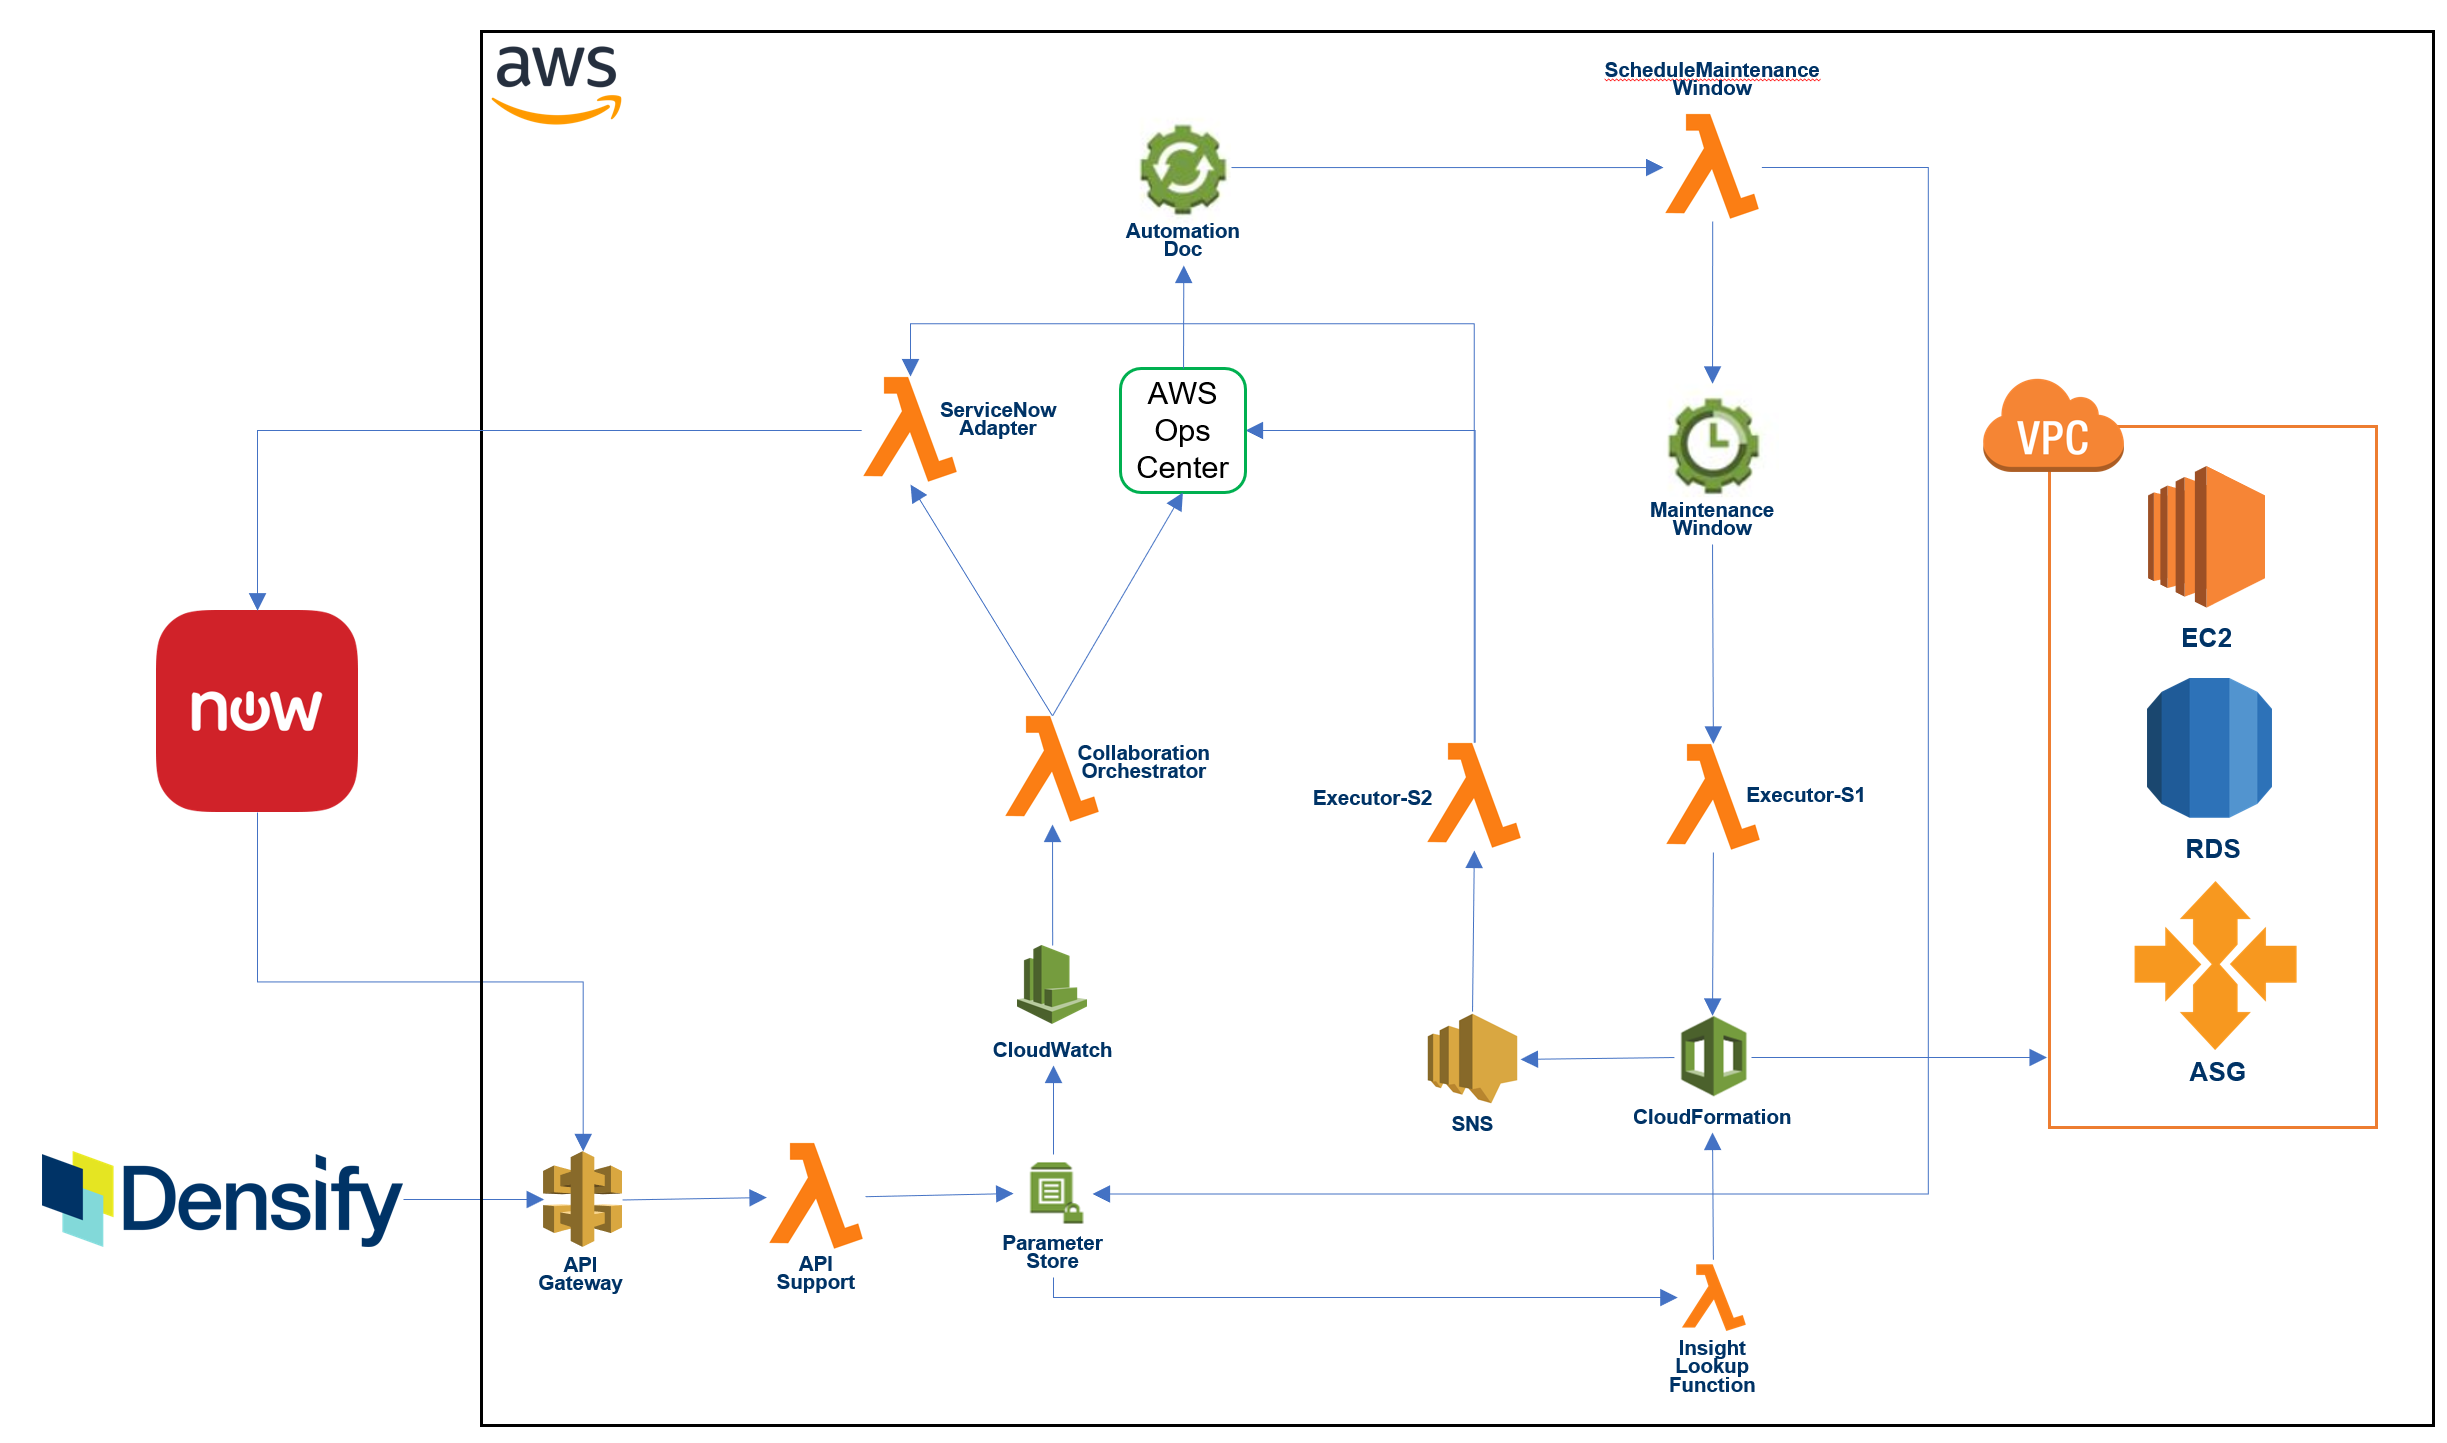 aws
ScheduleMaintenance
Window
Automation
Doc
AWS
Ops
Center
ServiceNow
Adapter
VPC
Maintenance
Window
EC2
now
Collaboration
Orchestrator
Executor-S2
Executor-S1
RDS
CloudWatch
SNS
CloudFormation
ASG
Densify
API
Gateway
API
Support
Parameter
Store
Insight
Lookup
Function